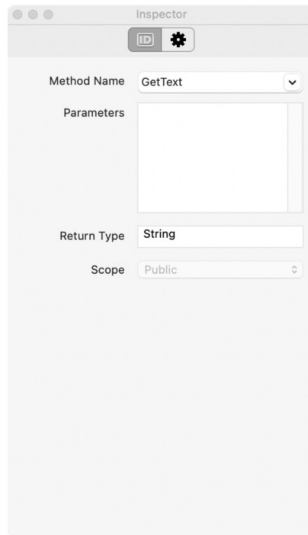 Inspector
ID
Method Name GetText
Parameters
Return Type String
Scope Public